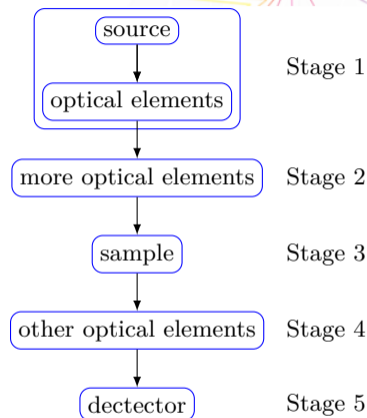 source
Stage 1
optical elements
more optical elements Stage 2
sample Stage 3
other optical elements Stage 4
dectector Stage 5